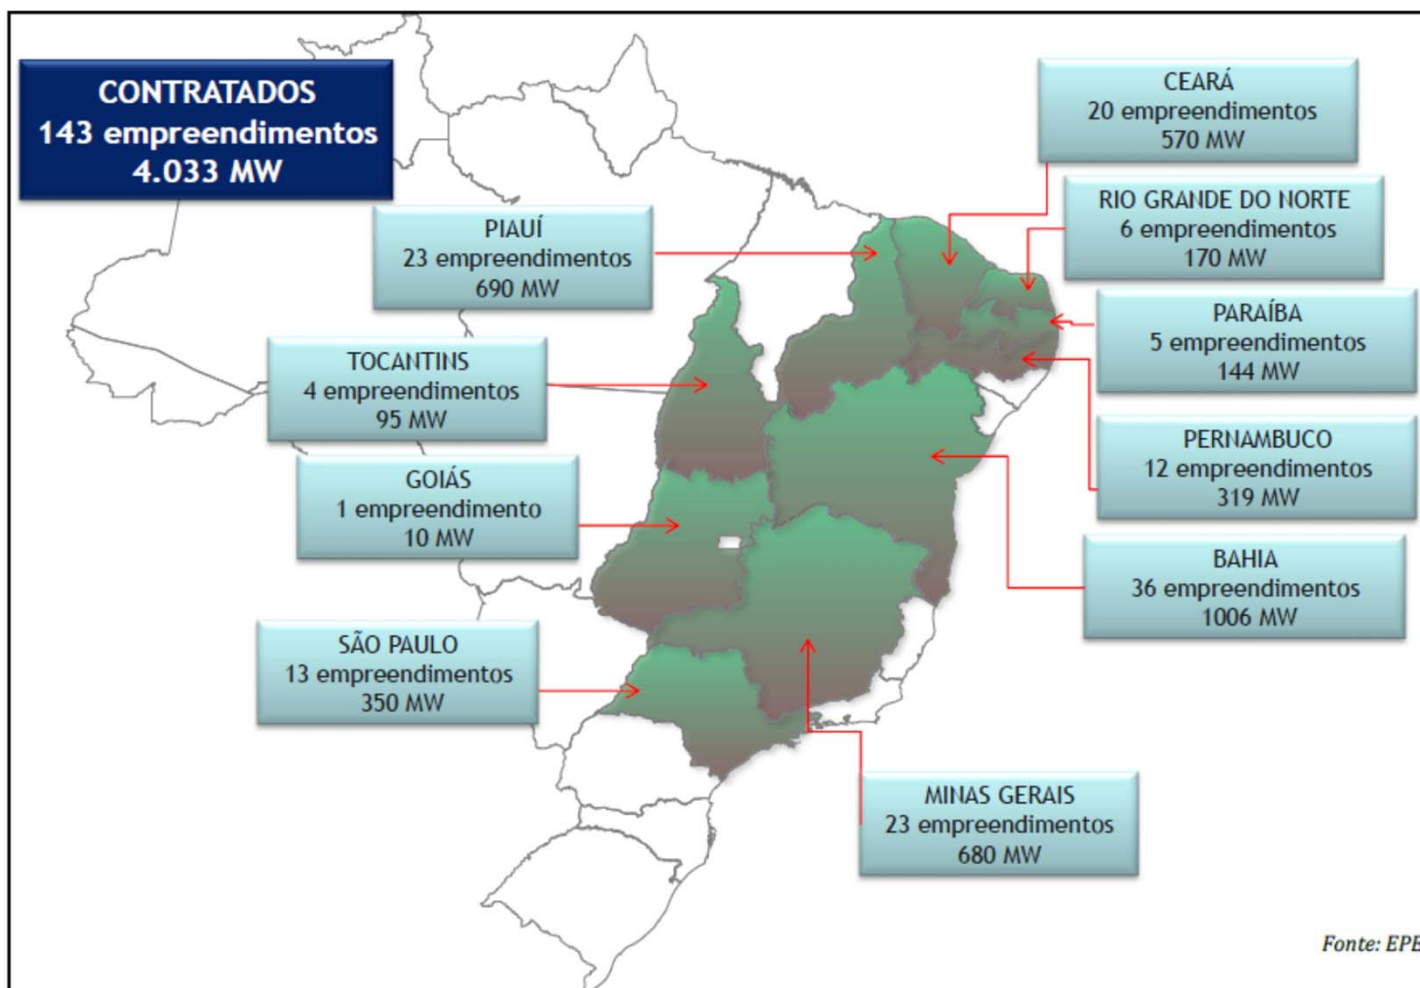 CONTRATADOS
143 empreendimentos
4.033 MW
CEARÁ
20 empreendimentos
570 MW
RIO GRANDE DO NORTE
6 empreendimentos
170 MW
PIAUÍ
23 empreendimentos
690 MW
PARAÍBA
5 empreendimentos
144 MW
TOCANTINS
4 empreendimentos
95 MW
PERNAMBUCO
12 empreendimentos
319 MW
GOIÁS
1 empreendimento
10 MW
BAHIA
36 empreendimentos
1006 MW
SÃO PAULO
13 empreendimentos
350 MW
MINAS GERAIS
23 empreendimentos
680 MW
Fonte: EPE